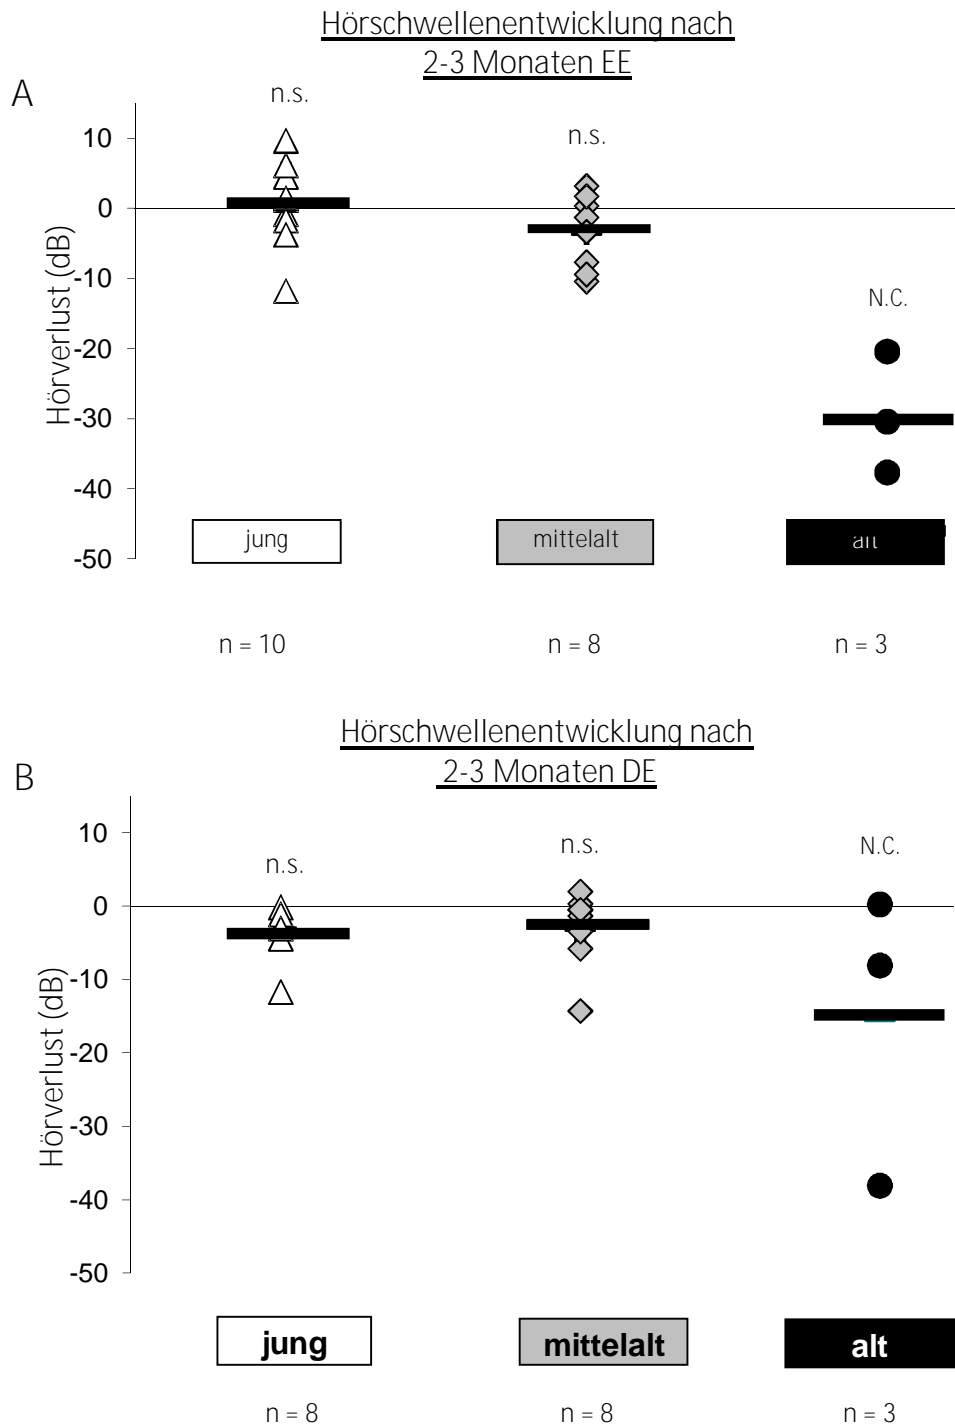 Hörschwellenentwicklung nach
2-3 Monaten EE
A
n.s.
n.s.
N.C.
Hörverlust (dB)
10
0
-10
-20
-30
-40
-50
jung
mittelalt
alt
n = 10
n = 8
n = 3
Hörschwellenentwicklung nach
2-3 Monaten DE
B
n.s.
n.s.
N.C.
Hörverlust (dB)
10
0
-10
-20
-30
-40
-50
jung
mittelalt
alt
n = 8
n = 8
n = 3